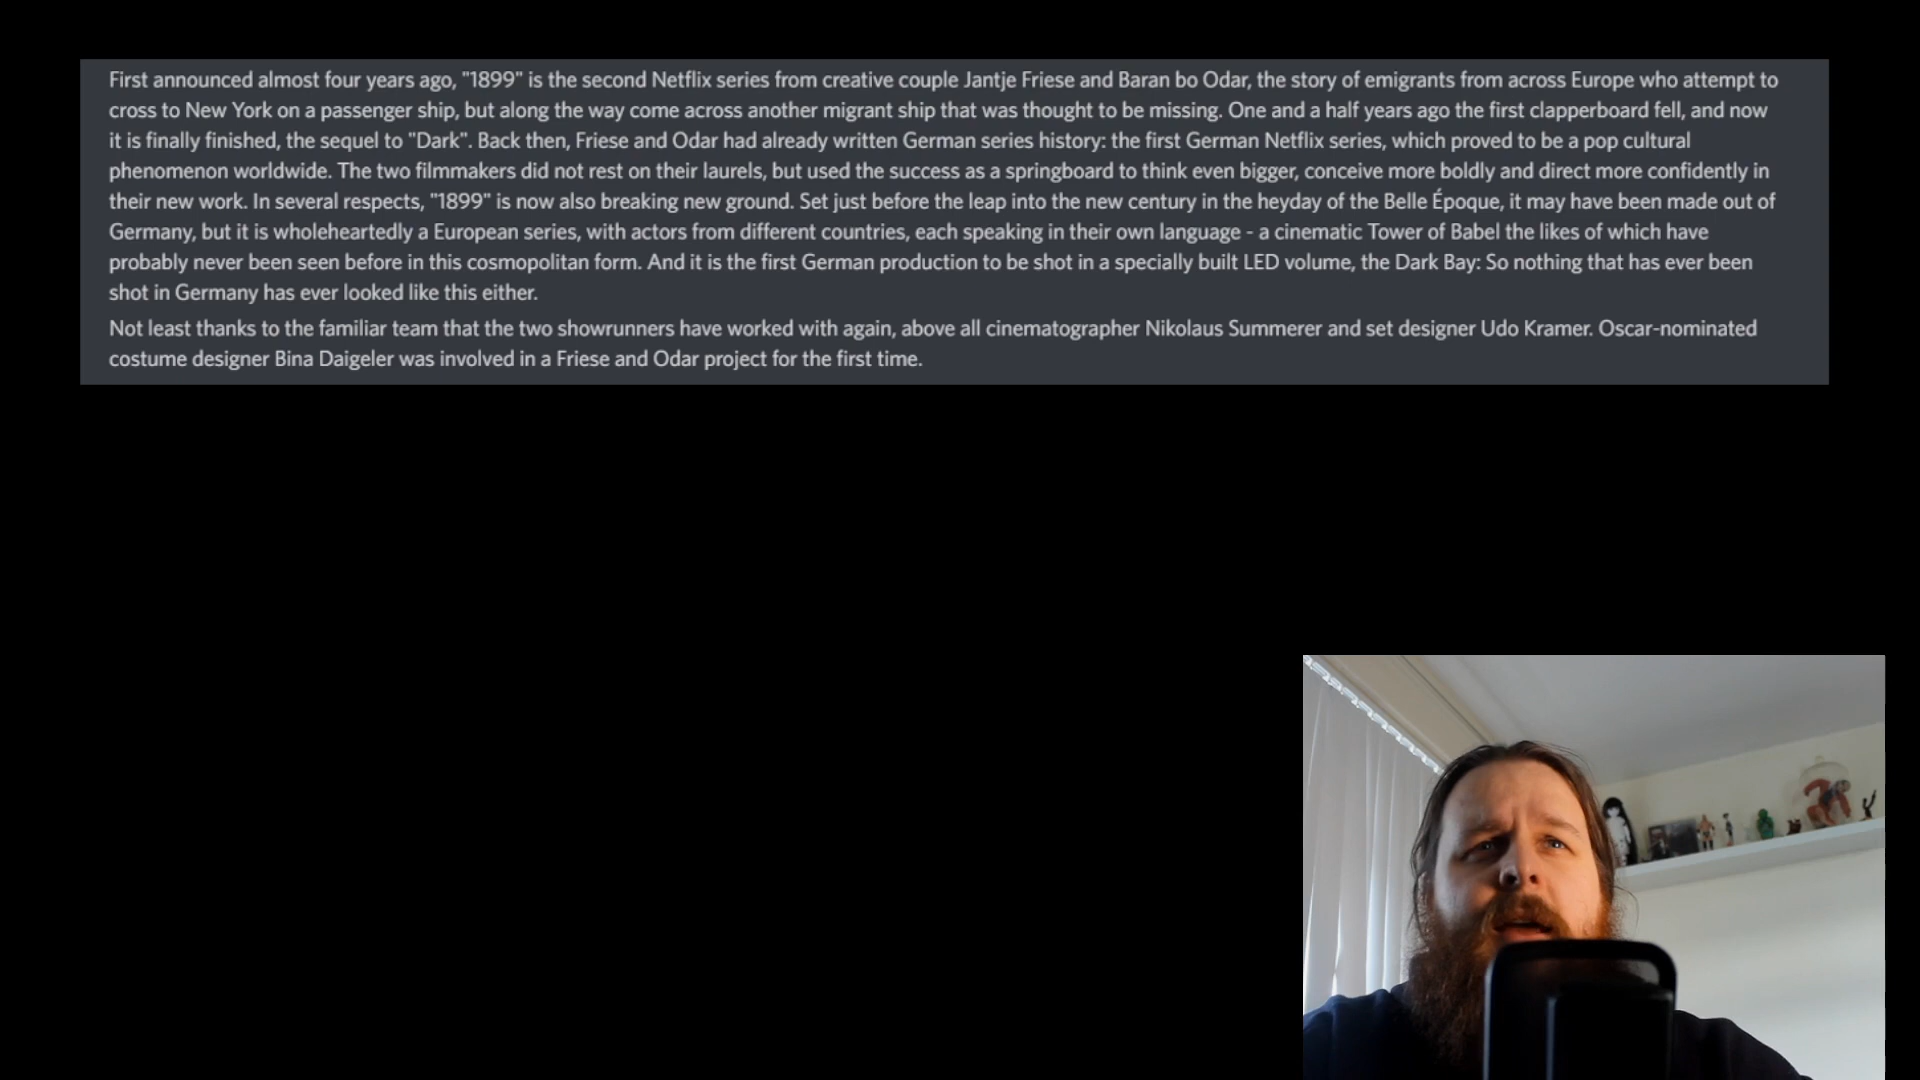 First announced almost four years ago, "1899" is the second Netflix series from creative couple Jantje Friese and Baran bo Odar, the story of emigrants from across Europe who attempt to
cross to New York on a passenger ship, but along the way come across another migrant ship that was thought to be missing. One and a half years ago the first clapperboard fell, and now
it is finally finished, the sequel to "Dark". Back then, Friese and Odar had already written German series history: the first German Netflix series, which proved to be a pop cultural
phenomenon worldwide. The two filmmakers did not rest on their laurels, but used the success as a springboard to think even bigger, conceive more boldly and direct more confidently in
their new work. In several respects, "1899" is now also breaking new ground. Set just before the leap into the new century in the heyday of the Belle Époque, it may have been made out of
Germany, but it is wholeheartedly a European series, with actors from different countries, each speaking in their own language - a cinematic Tower of Babel the likes of which have
probably never been seen before in this cosmopolitan form. And it is the first German production to be shot in a specially built LED volume, the Dark Bay: So nothing that has ever been
shot in Germany has ever looked like this either.
Not least thanks to the familiar team that the two showrunners have worked with again, above all cinematographer Nikolaus Summerer and set designer Udo Kramer. Oscar-nominated
costume designer Bina Daigeler was involved in a Friese and Odar project for the first time.